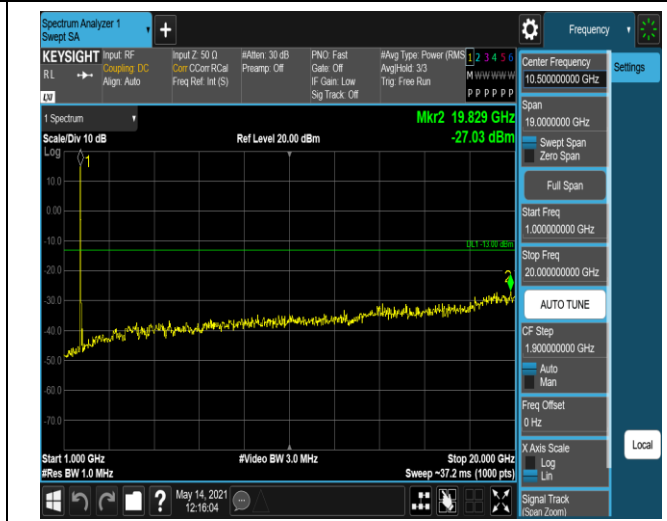 Spectrum Analyzer 1
Swept SA
Frequency
KEYSIGHT
RL
Input: RF
Coupling: DC
Align: Auto
Input Z: 50 Ω
Corr CCorr RCal
Freq Ref: Int (S)
#Atten: 30 dB
Preamp: Off
PNO: Fast
Gate: Off
IF Gain: Low
Sig Track: Off
#Avg Type: Power (RMS
Avg|Hold: 3/3
Trig: Free Run
1 2 3 4 5 6
M W W W W W
P P P P P P
LXI
Center Frequency
10.500000000 GHz
Settings
Span
19.0000000 GHz
Swept Span
Zero Span
Full Span
Start Freq
1.000000000 GHz
Stop Freq
20.000000000 GHz
AUTO TUNE
CF Step
1.900000000 GHz
Auto
Man
Freq Offset
0 Hz
X Axis Scale
Log
Lin
Signal Track
(Span Zoom)
Local
1 Spectrum
Mkr2 19.829 GHz
Scale/Div 10 dB
Ref Level 20.00 dBm
-27.03 dBm
Log
1
10.0
0.00
-10.0
DL1 -13.00 dBm
-20.0
2
-30.0
-40.0
-50.0
-60.0
-70.0
Start 1.000 GHz
#Video BW 3.0 MHz
Stop 20.000 GHz
#Res BW 1.0 MHz
Sweep ~37.2 ms (1000 pts)
?
May 14, 2021
12:16:04